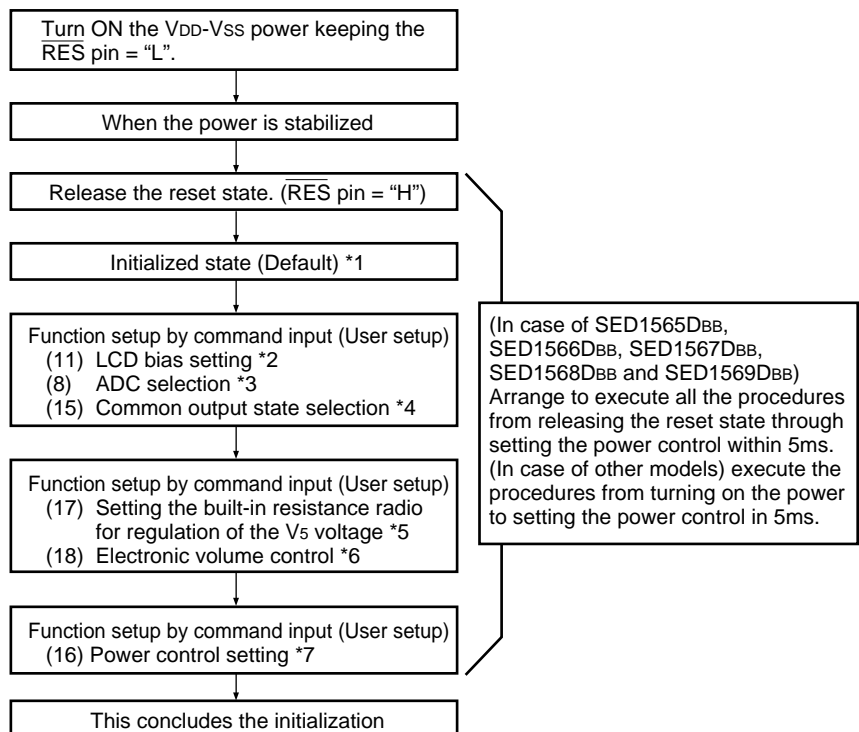 Turn ON the VDD-VSS power keeping the
RES pin = “L”.
When the power is stabilized
Release the reset state. (RES pin = “H”)
Initialized state (Default) *1
Function setup by command input (User setup)
(11) LCD bias setting *2
(8) ADC selection *3
(15) Common output state selection *4
Function setup by command input (User setup)
(17) Setting the built-in resistance radio
for regulation of the V5 voltage *5
(18) Electronic volume control *6
Function setup by command input (User setup)
(16) Power control setting *7
This concludes the initialization
(In case of SED1565DBB,
SED1566DBB, SED1567DBB,
SED1568DBB and SED1569DBB)
Arrange to execute all the procedures
from releasing the reset state through
setting the power control within 5ms.
(In case of other models) execute the
procedures from turning on the power
to setting the power control in 5ms.